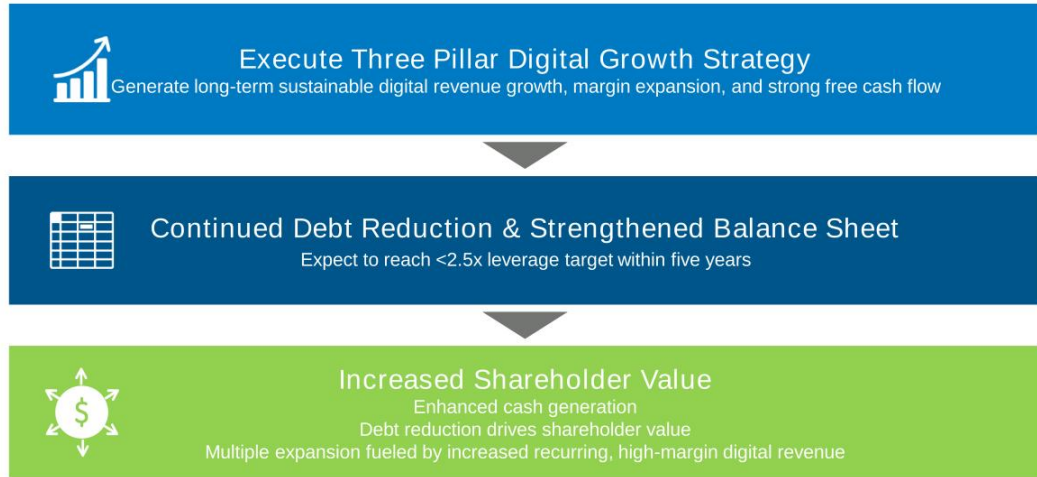 Execute Three Pillar Digital Growth Strategy
Generate long-term sustainable digital revenue growth, margin expansion, and strong free cash flow
Continued Debt Reduction & Strengthened Balance Sheet
Expect to reach <2.5x leverage target within five years
Increased Shareholder Value
$
Enhanced cash generation
Debt reduction drives shareholder value
Multiple expansion fueled by increased recurring, high-margin digital revenue